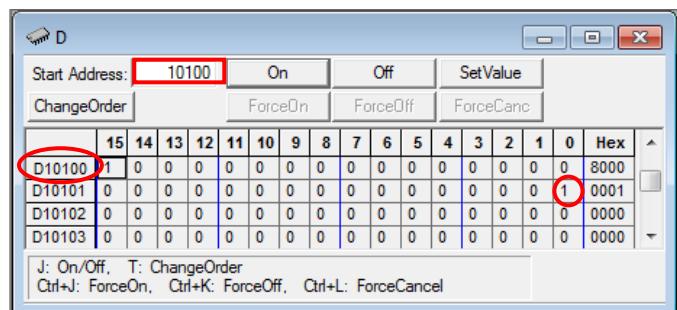 D
Start Address: 10100 On Off SetValue
ChangeOrder ForceOn ForceOff ForceCanc
15 14 13 12 11 10 9 8 7 6 5 4 3 2 1 0 Hex
D10100 1 0 0 0 0 0 0 0 0 0 0 0 0 0 0 0 8000
D10101 0 0 0 0 0 0 0 0 0 0 0 0 0 0 0 1 0001
D10102 0 0 0 0 0 0 0 0 0 0 0 0 0 0 0 0 0000
D10103 0 0 0 0 0 0 0 0 0 0 0 0 0 0 0 0 0000
J: On/Off, T: ChangeOrder
Ctrl+J: ForceOn, Ctrl+K: ForceOff, Ctrl+L: ForceCancel